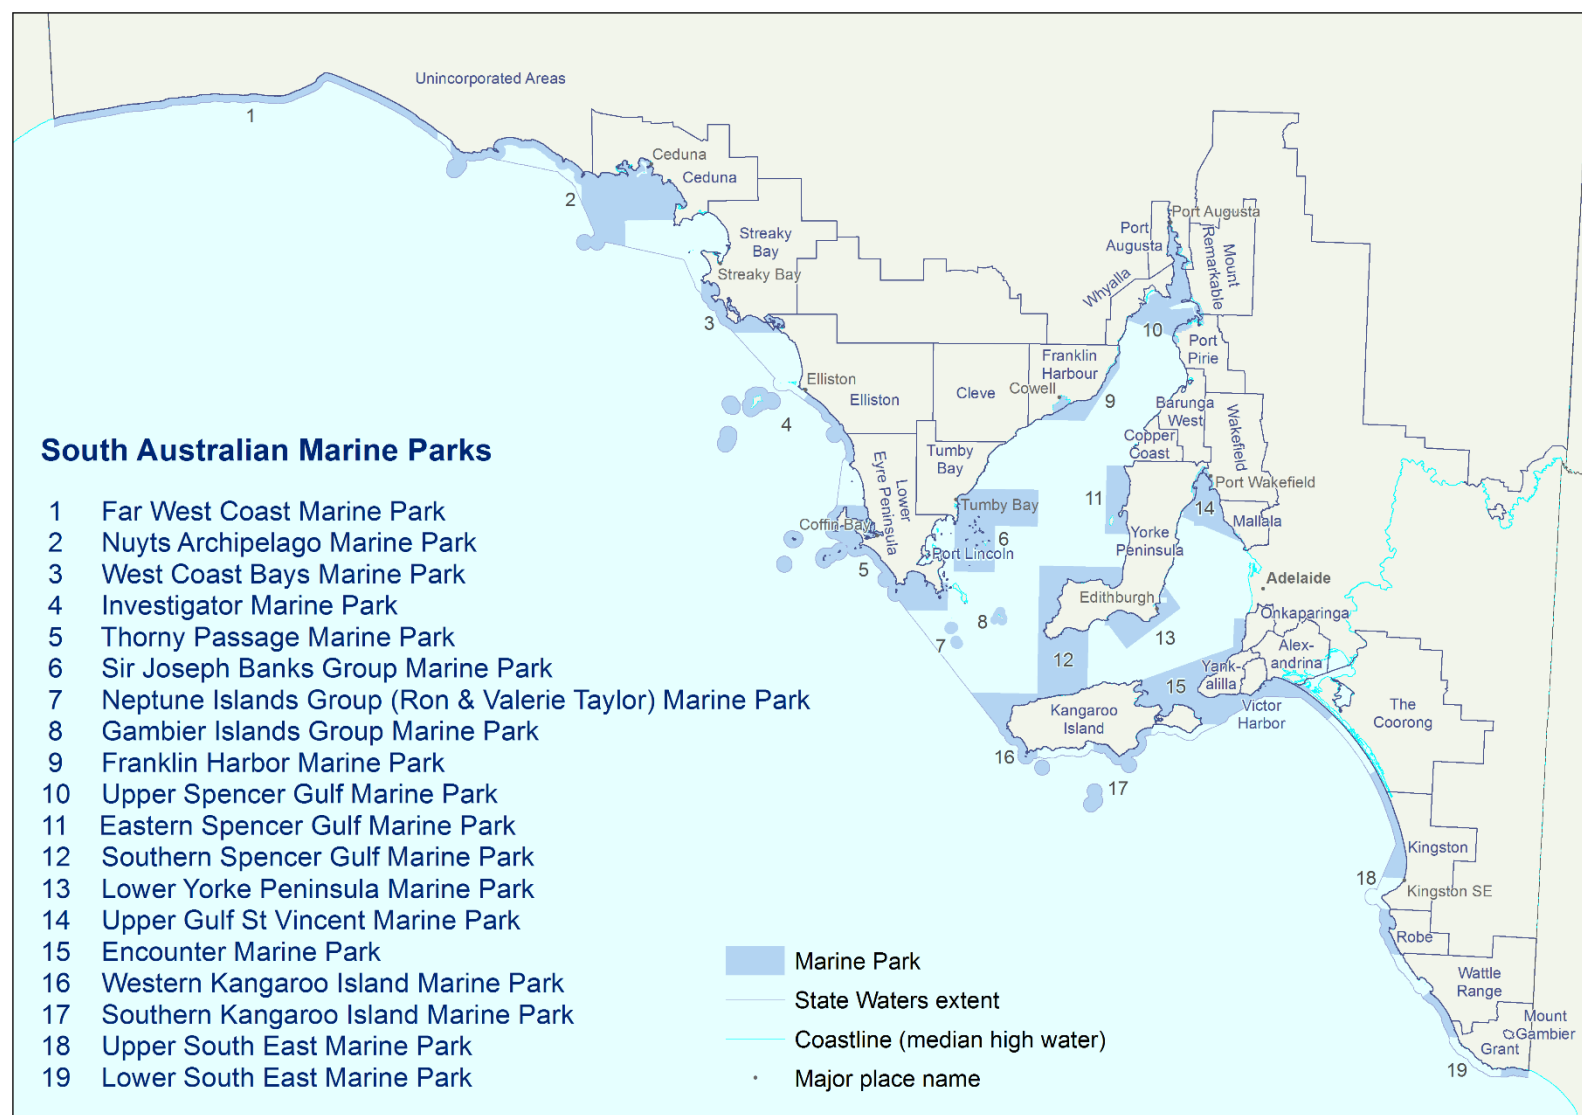 Unincorporated Areas
1
Ceduna
Ceduna
2
Port Augusta
Port
Augusta
Mount
Remarkable
Streaky
Bay
Streaky Bay
Whyalla
3
10
Port
Pirie
Franklin
Harbour
Elliston
Elliston
Cleve
Cowell
9
4
Barunga
West
Wakefield
Copper
Coast
Tumby
Bay
Lower
Eyre Peninsula
Port Wakefield
11
14
Tumby Bay
Mallala
Coffin Bay
6
Port Lincoln
Yorke
Peninsula
5
Adelaide
Edithburgh
Onkaparinga
8
13
7
Alex-
andrina
12
Yank-
alilla
15
Victor
Harbor
Kangaroo
Island
The
Coorong
16
17
Kingston
18
Kingston SE
Robe
Wattle
Range
Mount
Gambier
Grant
19
South Australian Marine Parks
1 Far West Coast Marine Park
2 Nuyts Archipelago Marine Park
3 West Coast Bays Marine Park
4 Investigator Marine Park
5 Thorny Passage Marine Park
6 Sir Joseph Banks Group Marine Park
7 Neptune Islands Group (Ron & Valerie Taylor) Marine Park
8 Gambier Islands Group Marine Park
9 Franklin Harbor Marine Park
10 Upper Spencer Gulf Marine Park
11 Eastern Spencer Gulf Marine Park
12 Southern Spencer Gulf Marine Park
13 Lower Yorke Peninsula Marine Park
14 Upper Gulf St Vincent Marine Park
15 Encounter Marine Park
16 Western Kangaroo Island Marine Park
17 Southern Kangaroo Island Marine Park
18 Upper South East Marine Park
19 Lower South East Marine Park
Marine Park
State Waters extent
Coastline (median high water)
Major place name